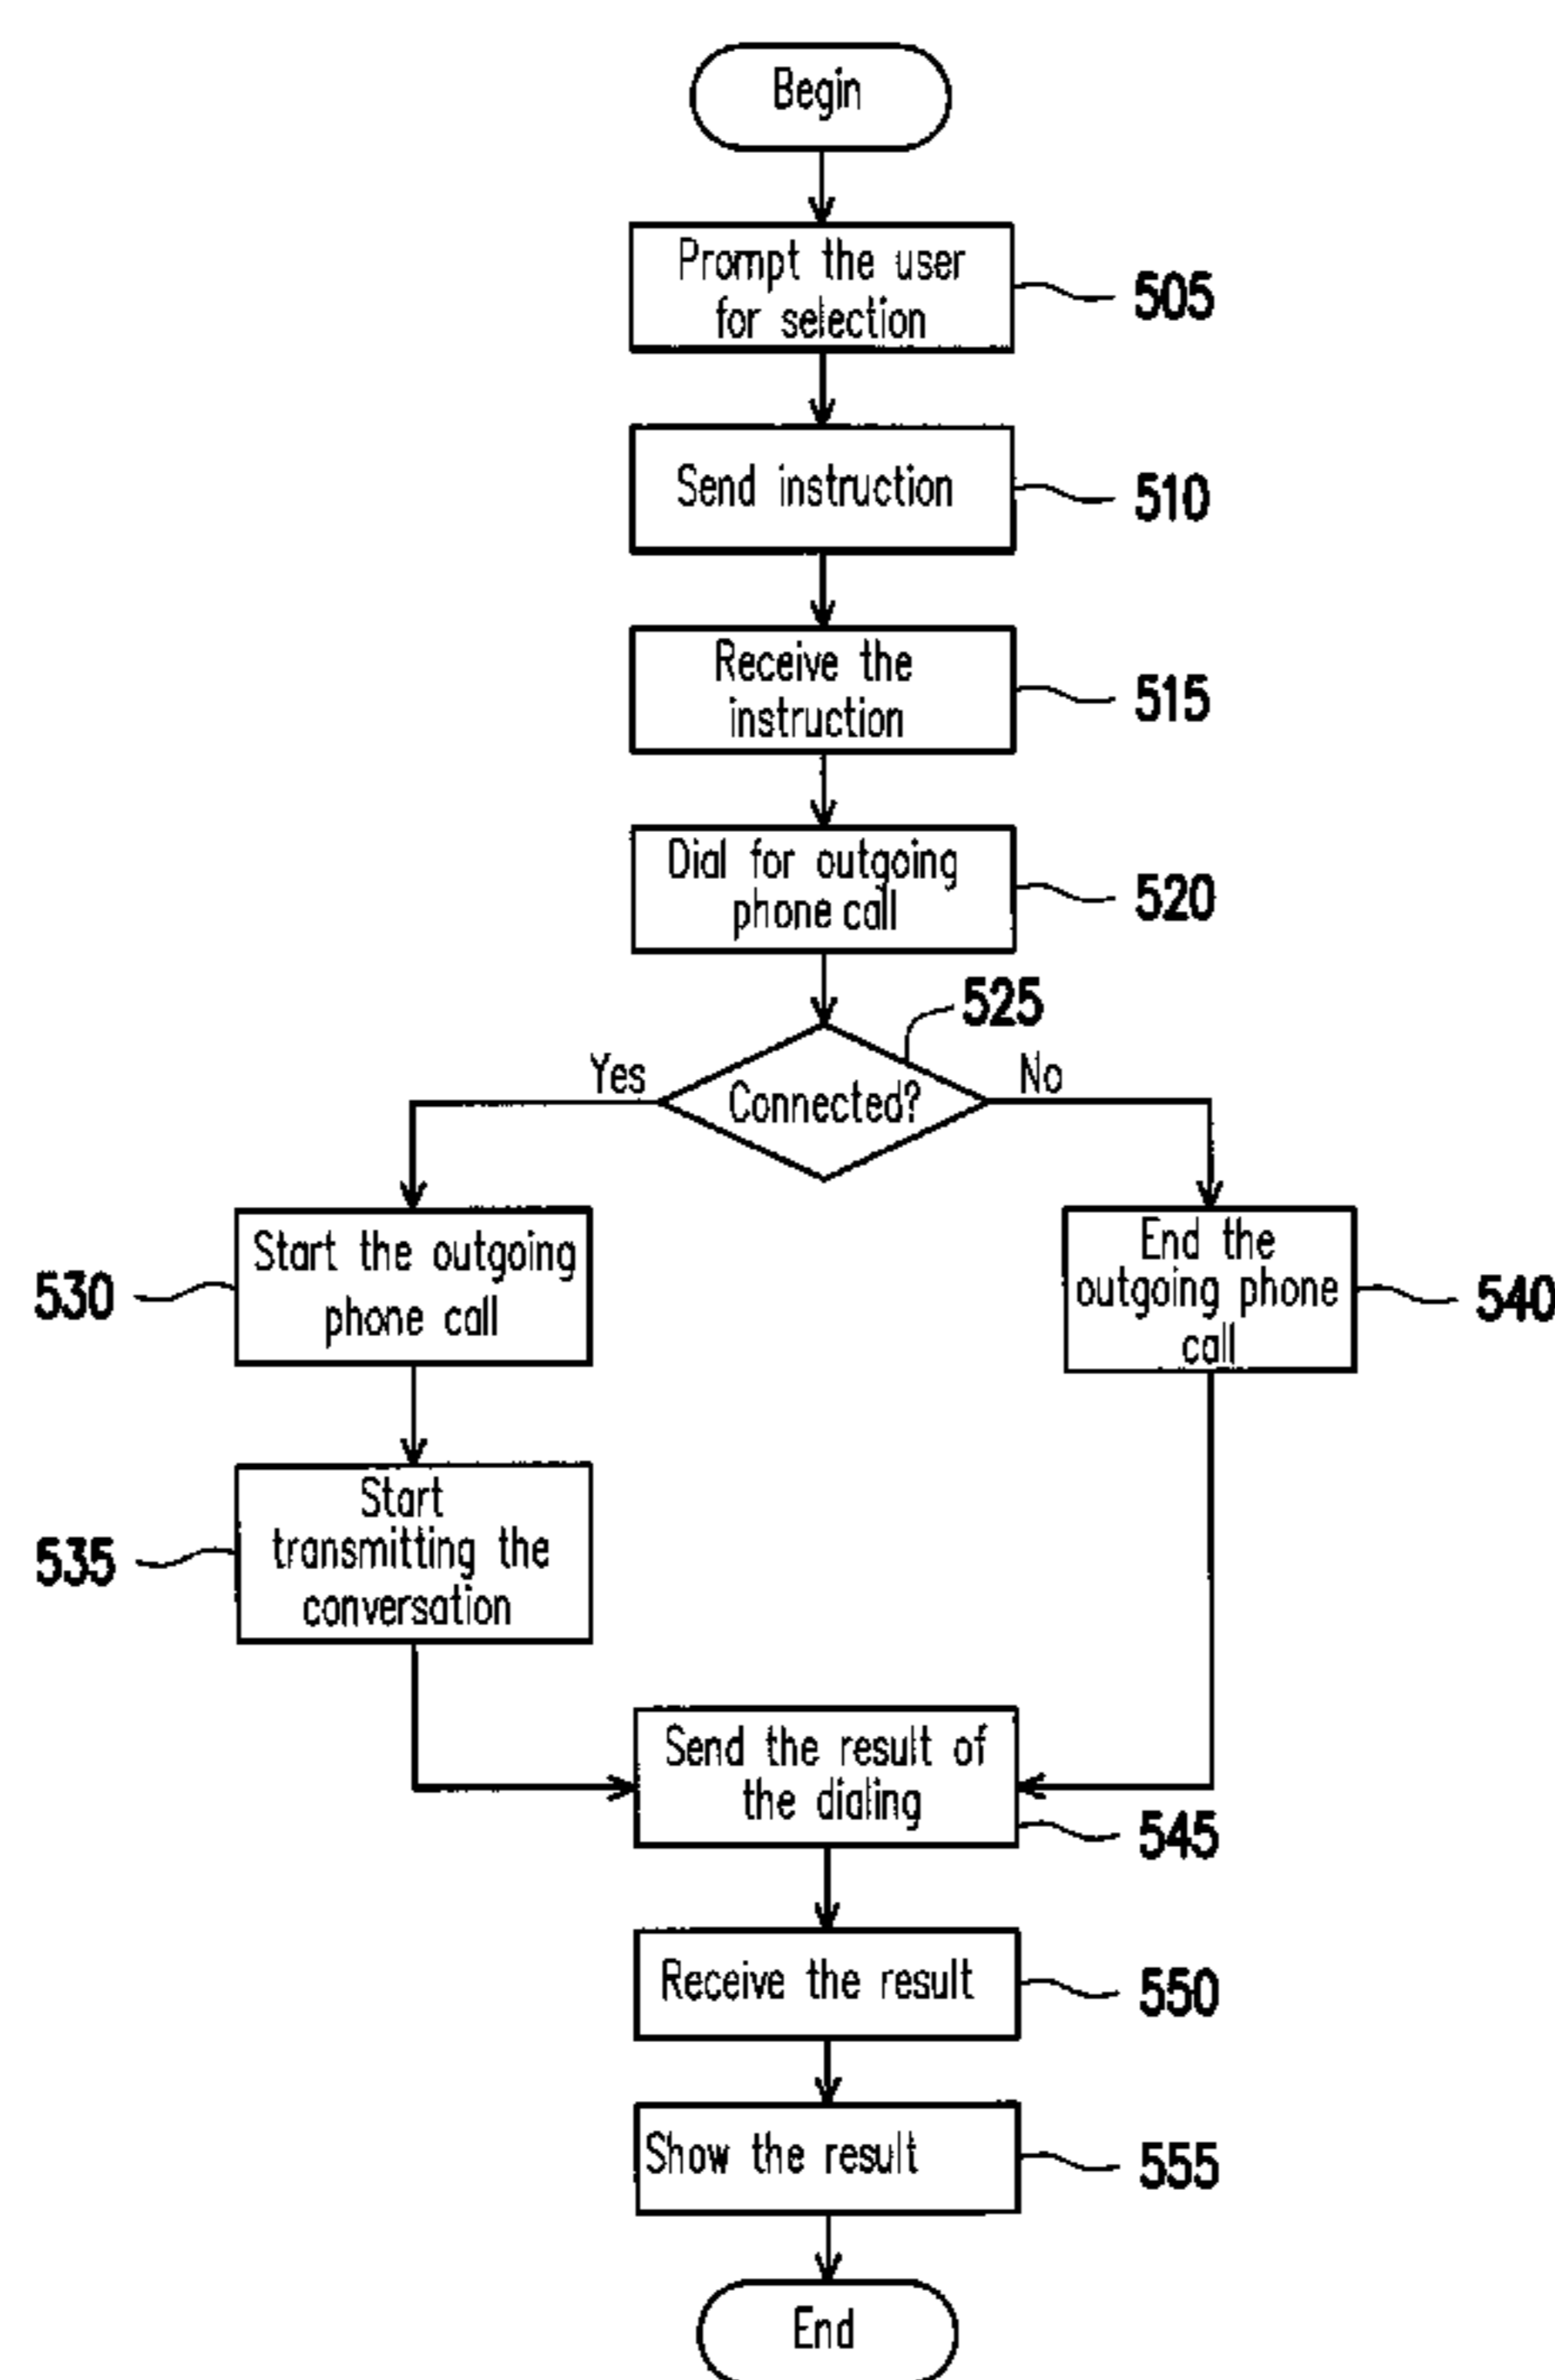 Begin
Prompt the user
for selection
505
Send instruction
510
Receive the
instruction
515
Dial for outgoing
phone call
520
525
Yes
Connected?
No
Start the outgoing
phone call
530
End the
outgoing phone
call
540
Start
transmitting the
conversation
535
Send the result of
the dialing
545
Receive the result
550
Show the result
555
End